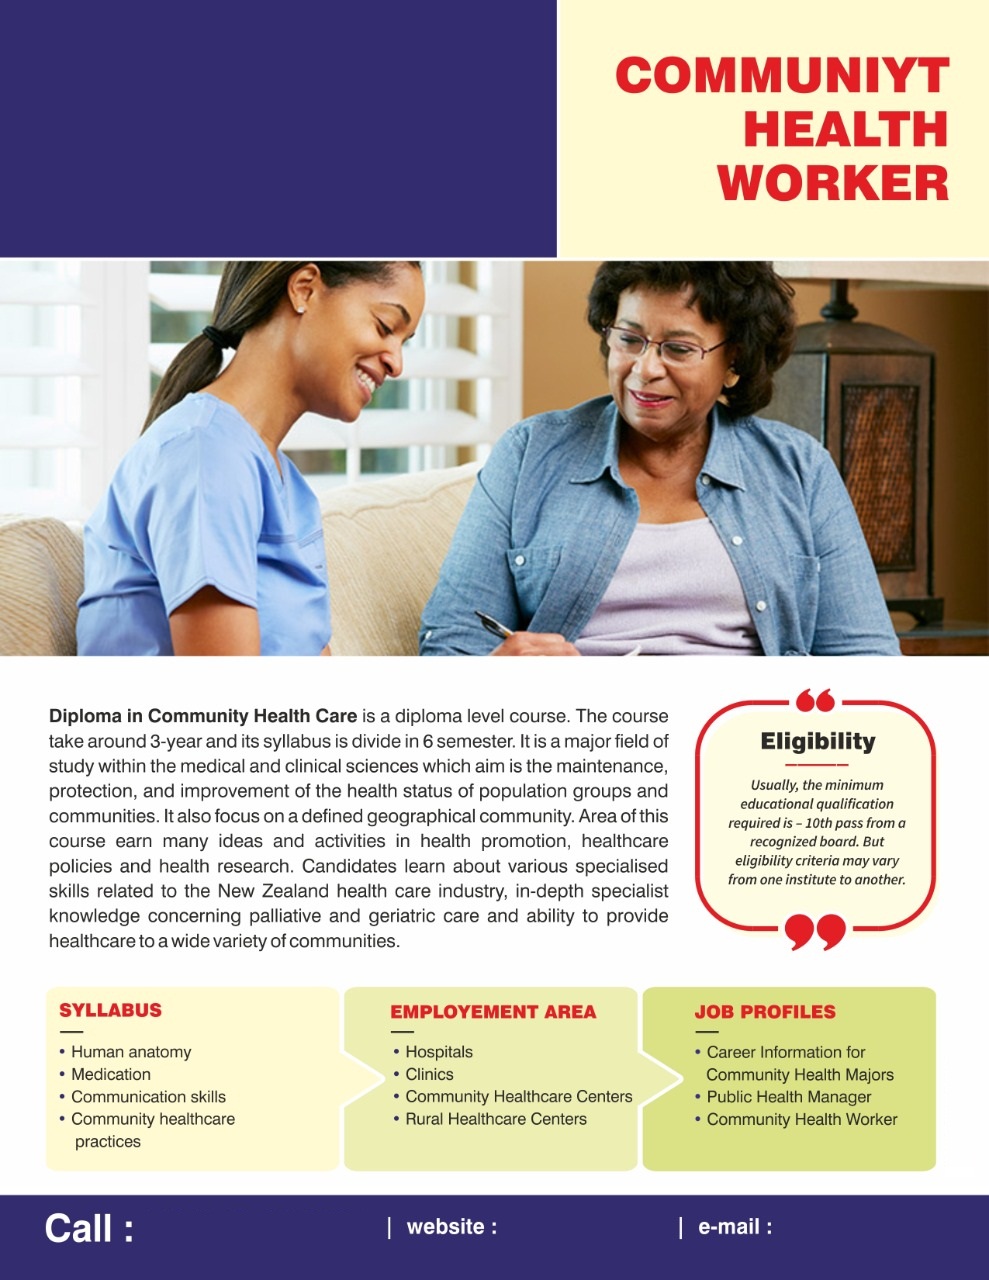 COMMUNIYT
HEALTH
WORKER
Diploma in Community Health Care is a diploma level course. The course
take around 3-year and its syllabus is divide in 6 semester. It is a major field of
study within the medical and clinical sciences which aim is the maintenance,
protection, and improvement of the health status of population groups and
communities. It also focus on a defined geographical community. Area of this
course earn many ideas and activities in health promotion, healthcare
policies and health research. Candidates learn about various specialised
skills related to the New Zealand health care industry, in-depth specialist
knowledge concerning palliative and geriatric care and ability to provide
healthcare to a wide variety of communities.
“
Eligibility
Usually, the minimum
educational qualification
required is – 10th pass from a
recognized board. But
eligibility criteria may vary
from one institute to another.
”
SYLLABUS
• Human anatomy
• Medication
• Communication skills
• Community healthcare
practices
EMPLOYEMENT AREA
• Hospitals
• Clinics
• Community Healthcare Centers
• Rural Healthcare Centers
JOB PROFILES
• Career Information for
Community Health Majors
• Public Health Manager
• Community Health Worker
Call : | website : | e-mail :